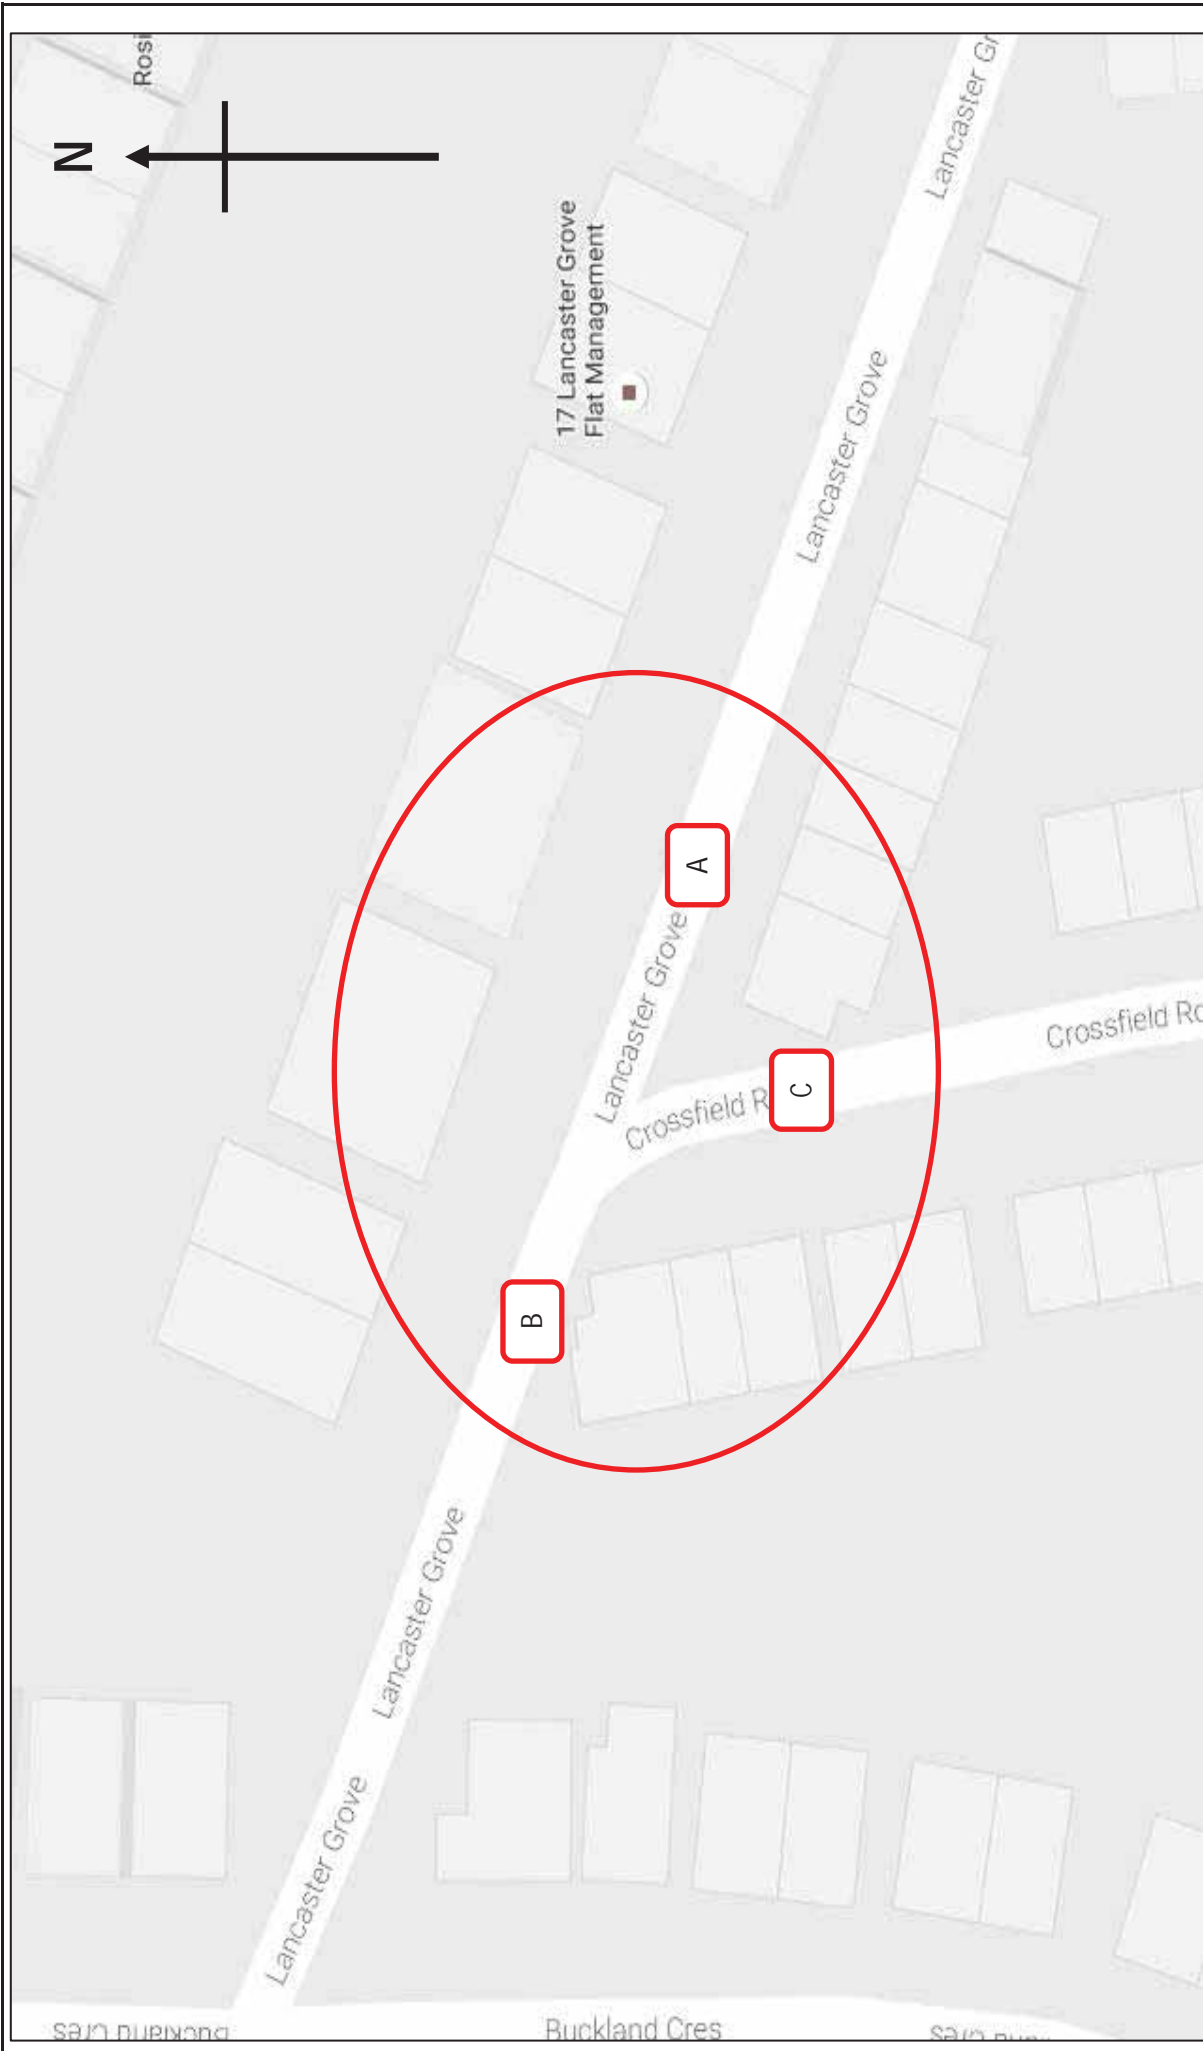 N
Rosi
Lancaster Grove
Lancaster Grove
B
17 Lancaster Grove
Flat Management
Buckland Cres
Lancaster Grove
A
Crossfield R
C
Lancaster Grove
Lancaster Gr
Crossfield Ro